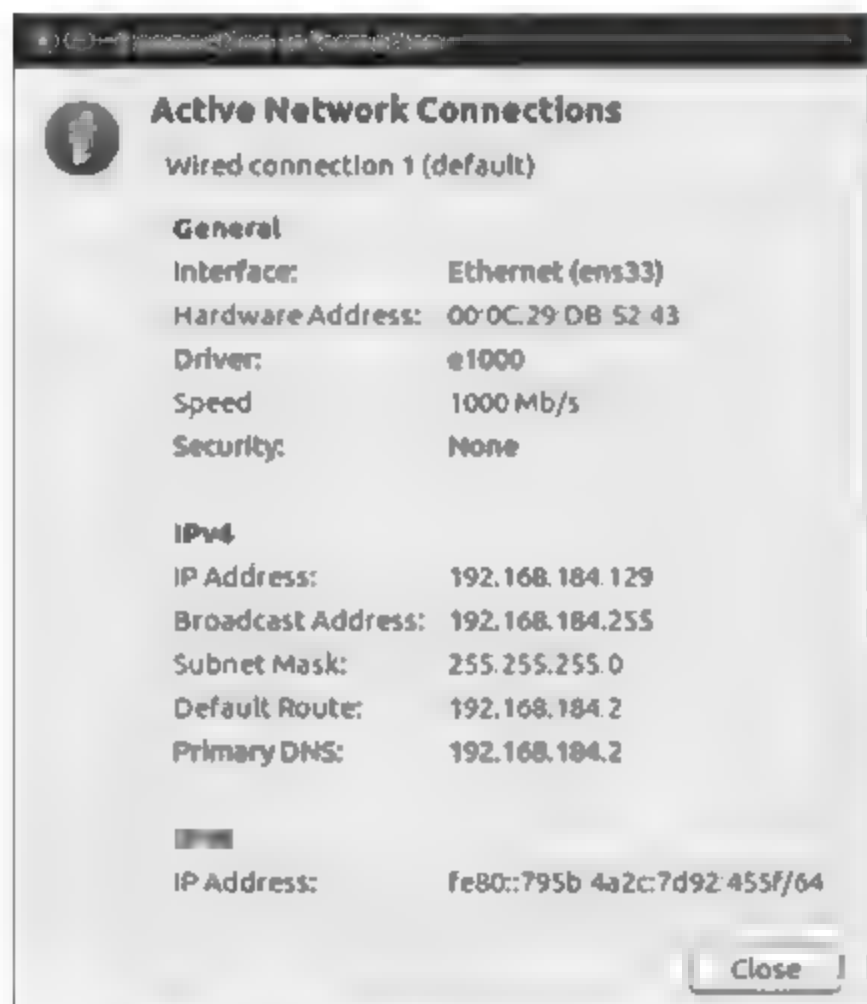 Active Network Connections
Wired connection 1 (default)
General
Interface: Ethernet (ens33)
Hardware Address: 00:0C:29:DB:52:43
Driver: e1000
Speed 1000 Mb/s
Security: None
IPv4
IP Address: 192.168.184.129
Broadcast Address: 192.168.184.255
Subnet Mask: 255.255.255.0
Default Route: 192.168.184.2
Primary DNS: 192.168.184.2
IPv6
IP Address: fe80::795b:4a2c:7d92:455f/64
Close